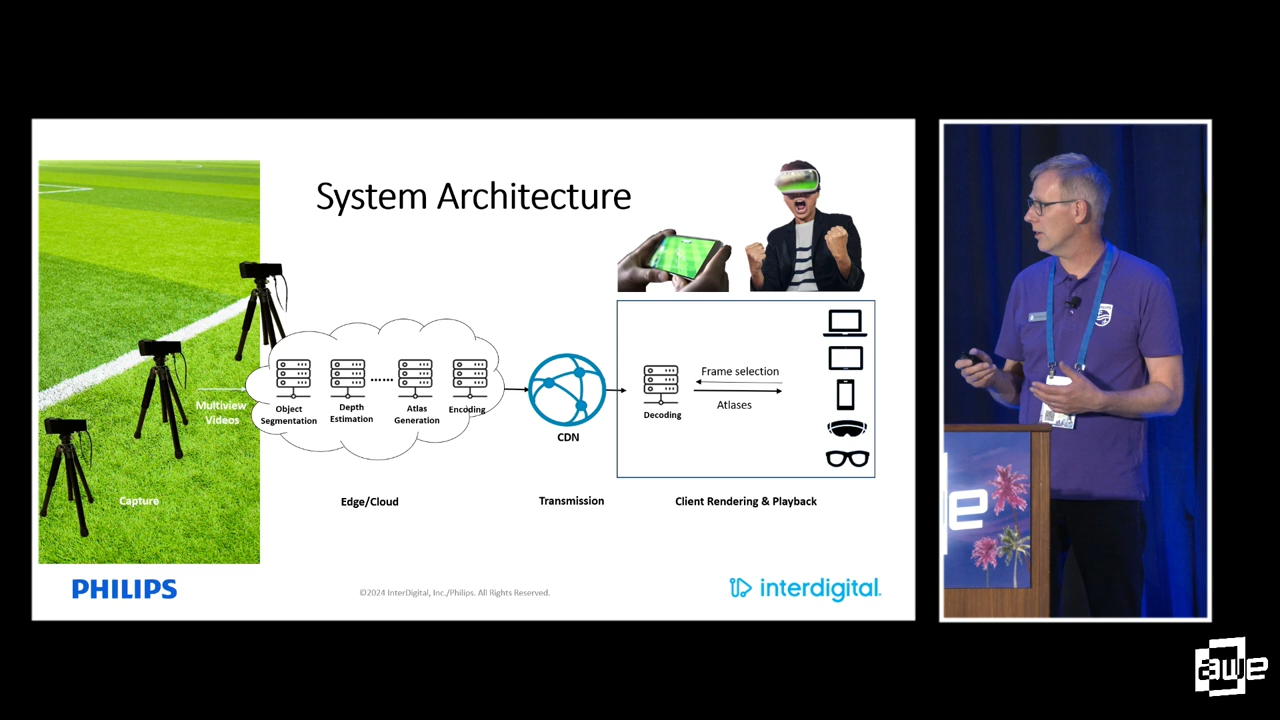 System Architecture
Multiview
Videos
Capture
Object
Segmentation
Depth
Estimation
......
Atlas
Generation
Encoding
Edge/Cloud
CDN
Transmission
Decoding
Frame selection
Atlases
Client Rendering & Playback
PHILIPS
©2024 InterDigital, Inc./Philips. All Rights Reserved.
interdigital.
e
awe